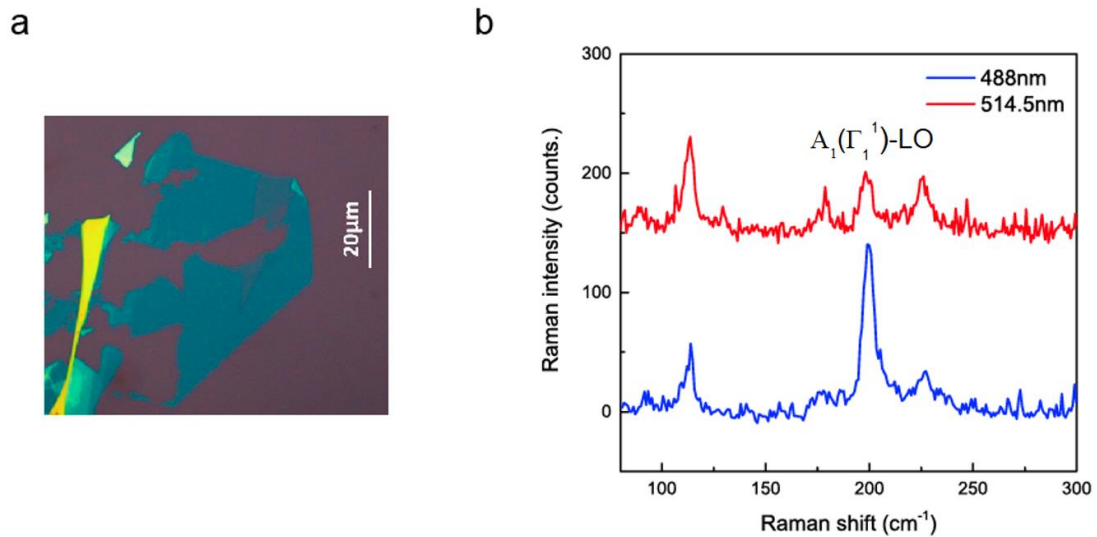 a
20μm
b
300
200
100
0
Raman intensity (counts.)
488nm
514.5nm
A₁(Γ₁¹)-LO
100
150
200
250
300
Raman shift (cm⁻¹)